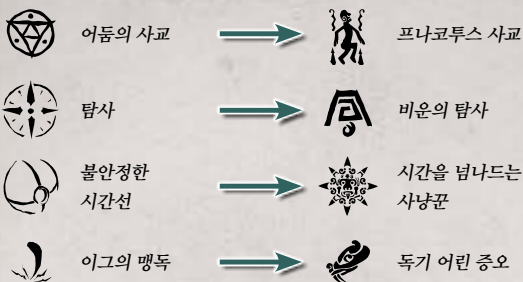 어둠의 사교
프나코투스 사교
탐사
비운의 탐사
불안정한
시간선
시간을 넘나드는
사냥꾼
이그의 맹독
독기 어린 증오